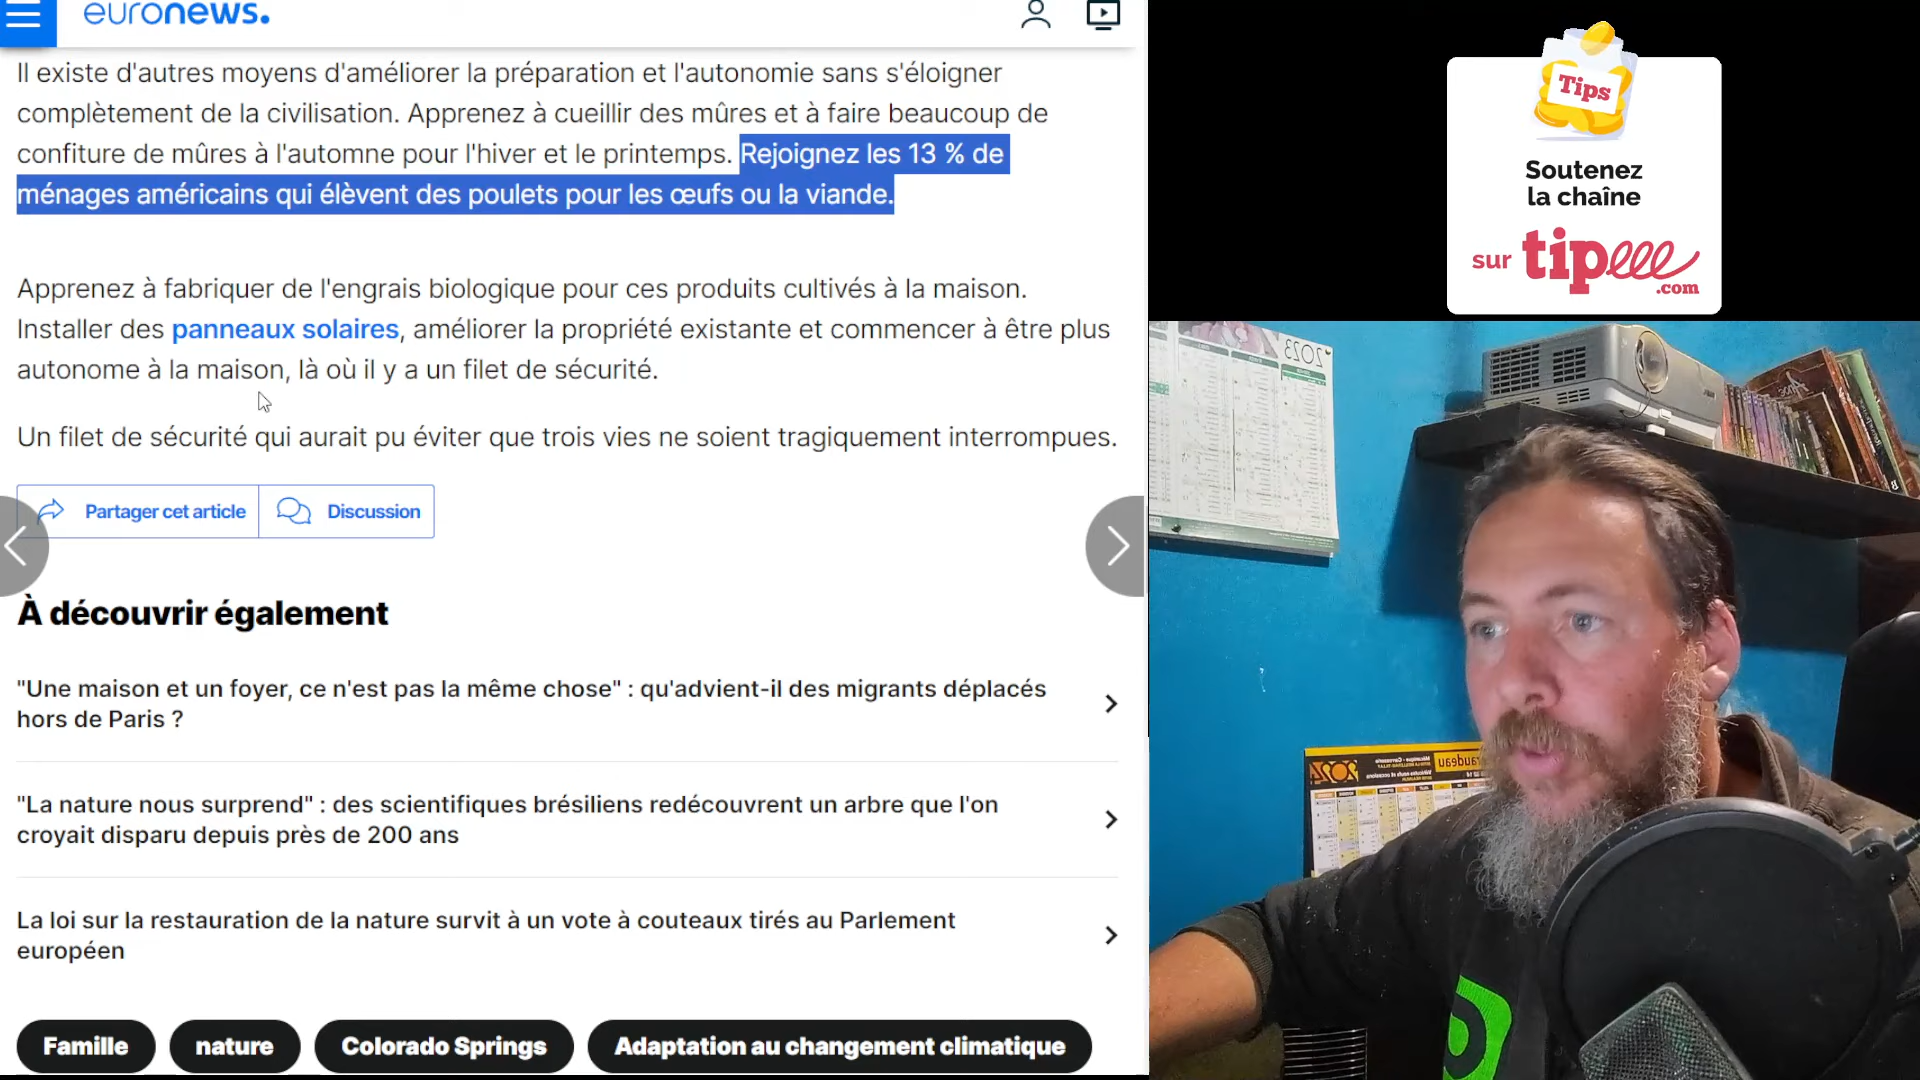 euronews.
Il existe d'autres moyens d'améliorer la préparation et l'autonomie sans s'éloigner
complètement de la civilisation. Apprenez à cueillir des mûres et à faire beaucoup de
confiture de mûres à l'automne pour l'hiver et le printemps. Rejoignez les 13 % de
ménages américains qui élèvent des poulets pour les œufs ou la viande.
Apprenez à fabriquer de l'engrais biologique pour ces produits cultivés à la maison.
Installer des panneaux solaires, améliorer la propriété existante et commencer à être plus
autonome à la maison, là où il y a un filet de sécurité.
Un filet de sécurité qui aurait pu éviter que trois vies ne soient tragiquement interrompues.
Partager cet article
Discussion
À découvrir également
"Une maison et un foyer, ce n'est pas la même chose" : qu'advient-il des migrants déplacés
hors de Paris ?
"La nature nous surprend" : des scientifiques brésiliens redécouvrent un arbre que l'on
croyait disparu depuis près de 200 ans
La loi sur la restauration de la nature survit à un vote à couteaux tirés au Parlement
européen
Famille
nature
Colorado Springs
Adaptation au changement climatique
Tips
Soutenez
la chaîne
sur tipeee
.com
2023
2022